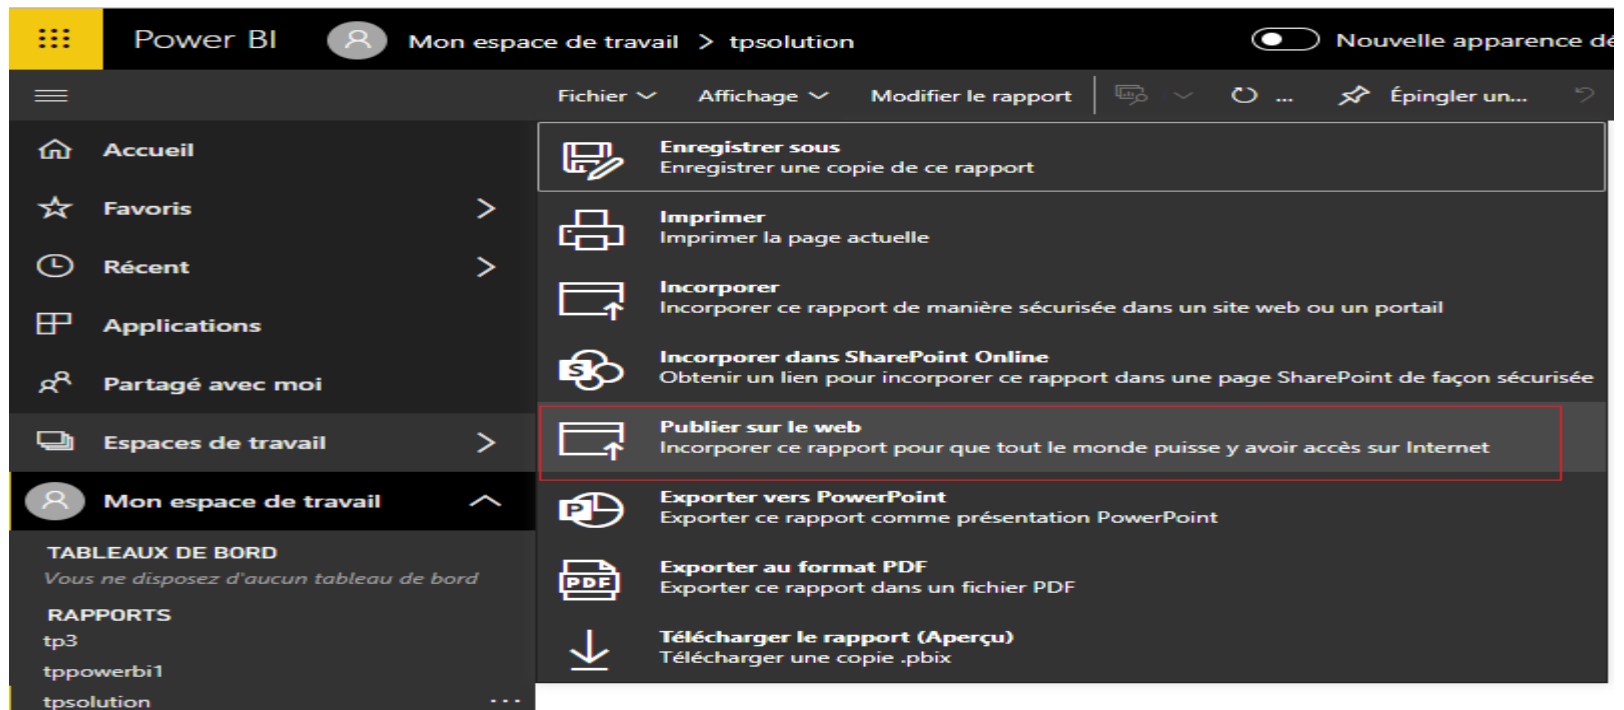 Power BI Mon espace de travail > tpsolution Nouvelle apparence dé
Fichier Affichage Modifier le rapport ... Épingler un...
Accueil
Favoris
Récent
Applications
Partagé avec moi
Espaces de travail
Mon espace de travail
TABLEAUX DE BORD
Vous ne disposez d'aucun tableau de bord
RAPPORTS
tp3
tppowerbi1
tpsolution ...
Enregistrer sous
Enregistrer une copie de ce rapport
Imprimer
Imprimer la page actuelle
Incorporer
Incorporer ce rapport de manière sécurisée dans un site web ou un portail
S
Incorporer dans SharePoint Online
Obtenir un lien pour incorporer ce rapport dans une page SharePoint de façon sécurisée
Publier sur le web
Incorporer ce rapport pour que tout le monde puisse y avoir accès sur Internet
P
Exporter vers PowerPoint
Exporter ce rapport comme présentation PowerPoint
PDF
Exporter au format PDF
Exporter ce rapport dans un fichier PDF
Télécharger le rapport (Aperçu)
Télécharger une copie .pbix